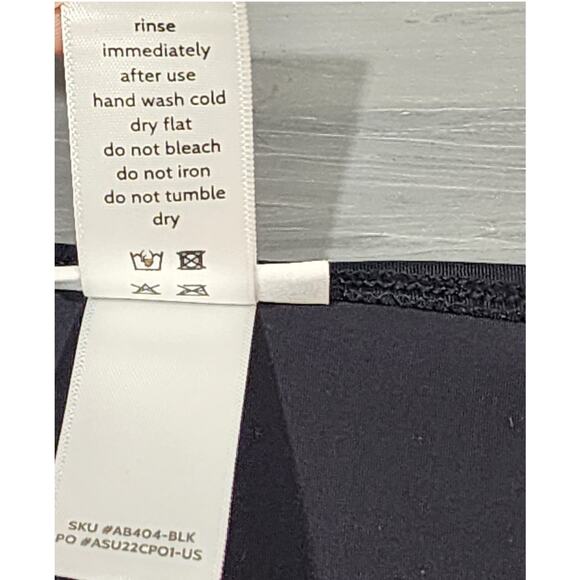 rinse
immediately
after use
hand wash cold
dry flat
do not bleach
do not iron
do not tumble
dry
SKU #AB404-BLK
PO #ASU22CP01-US